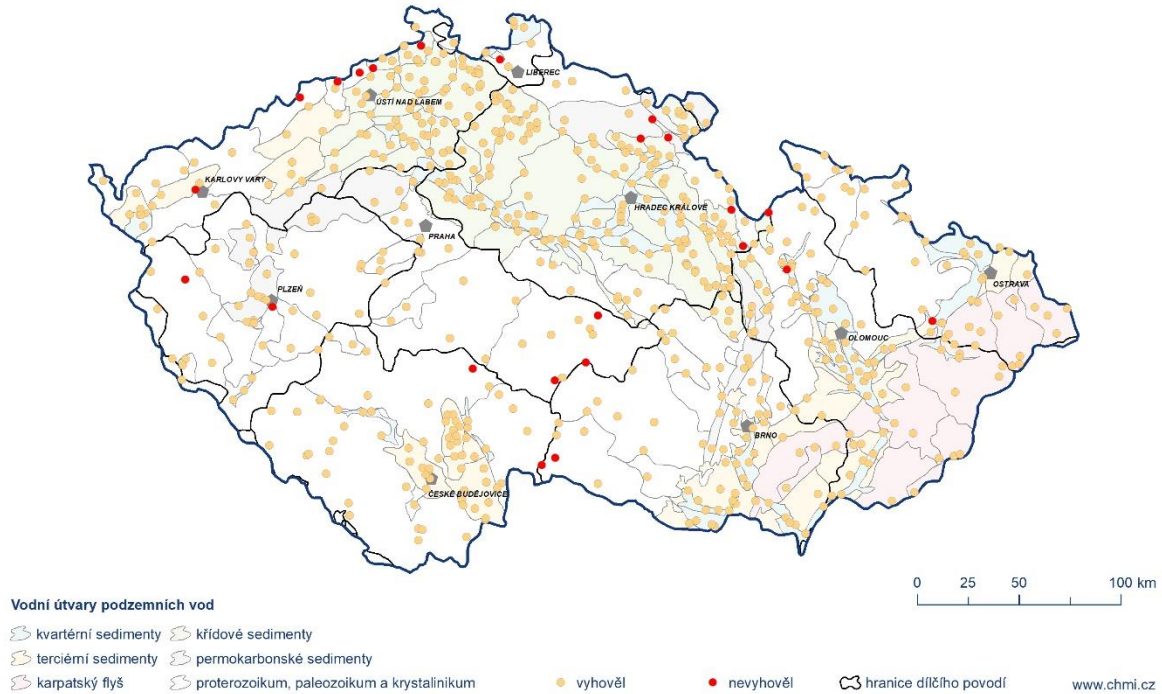 LIBEREC
ÚSTÍ NAD LABEM
KARLOVY VARY
HRADEC KRÁLOVÉ
PRAHA
PLZEŇ
OSTRAVA
OLOMOUC
BRNO
ČESKÉ BUDĚJOVICE
0 25 50 100 km
Vodní útvary podzemních vod
kvartérní sedimenty křídové sedimenty
terciérní sedimenty permokarbonské sedimenty
karpatský flyš proterozoikum, paleozoikum a krystalinikum vyhověl nevyhověl hranice dílčího povodí www.chmi.cz